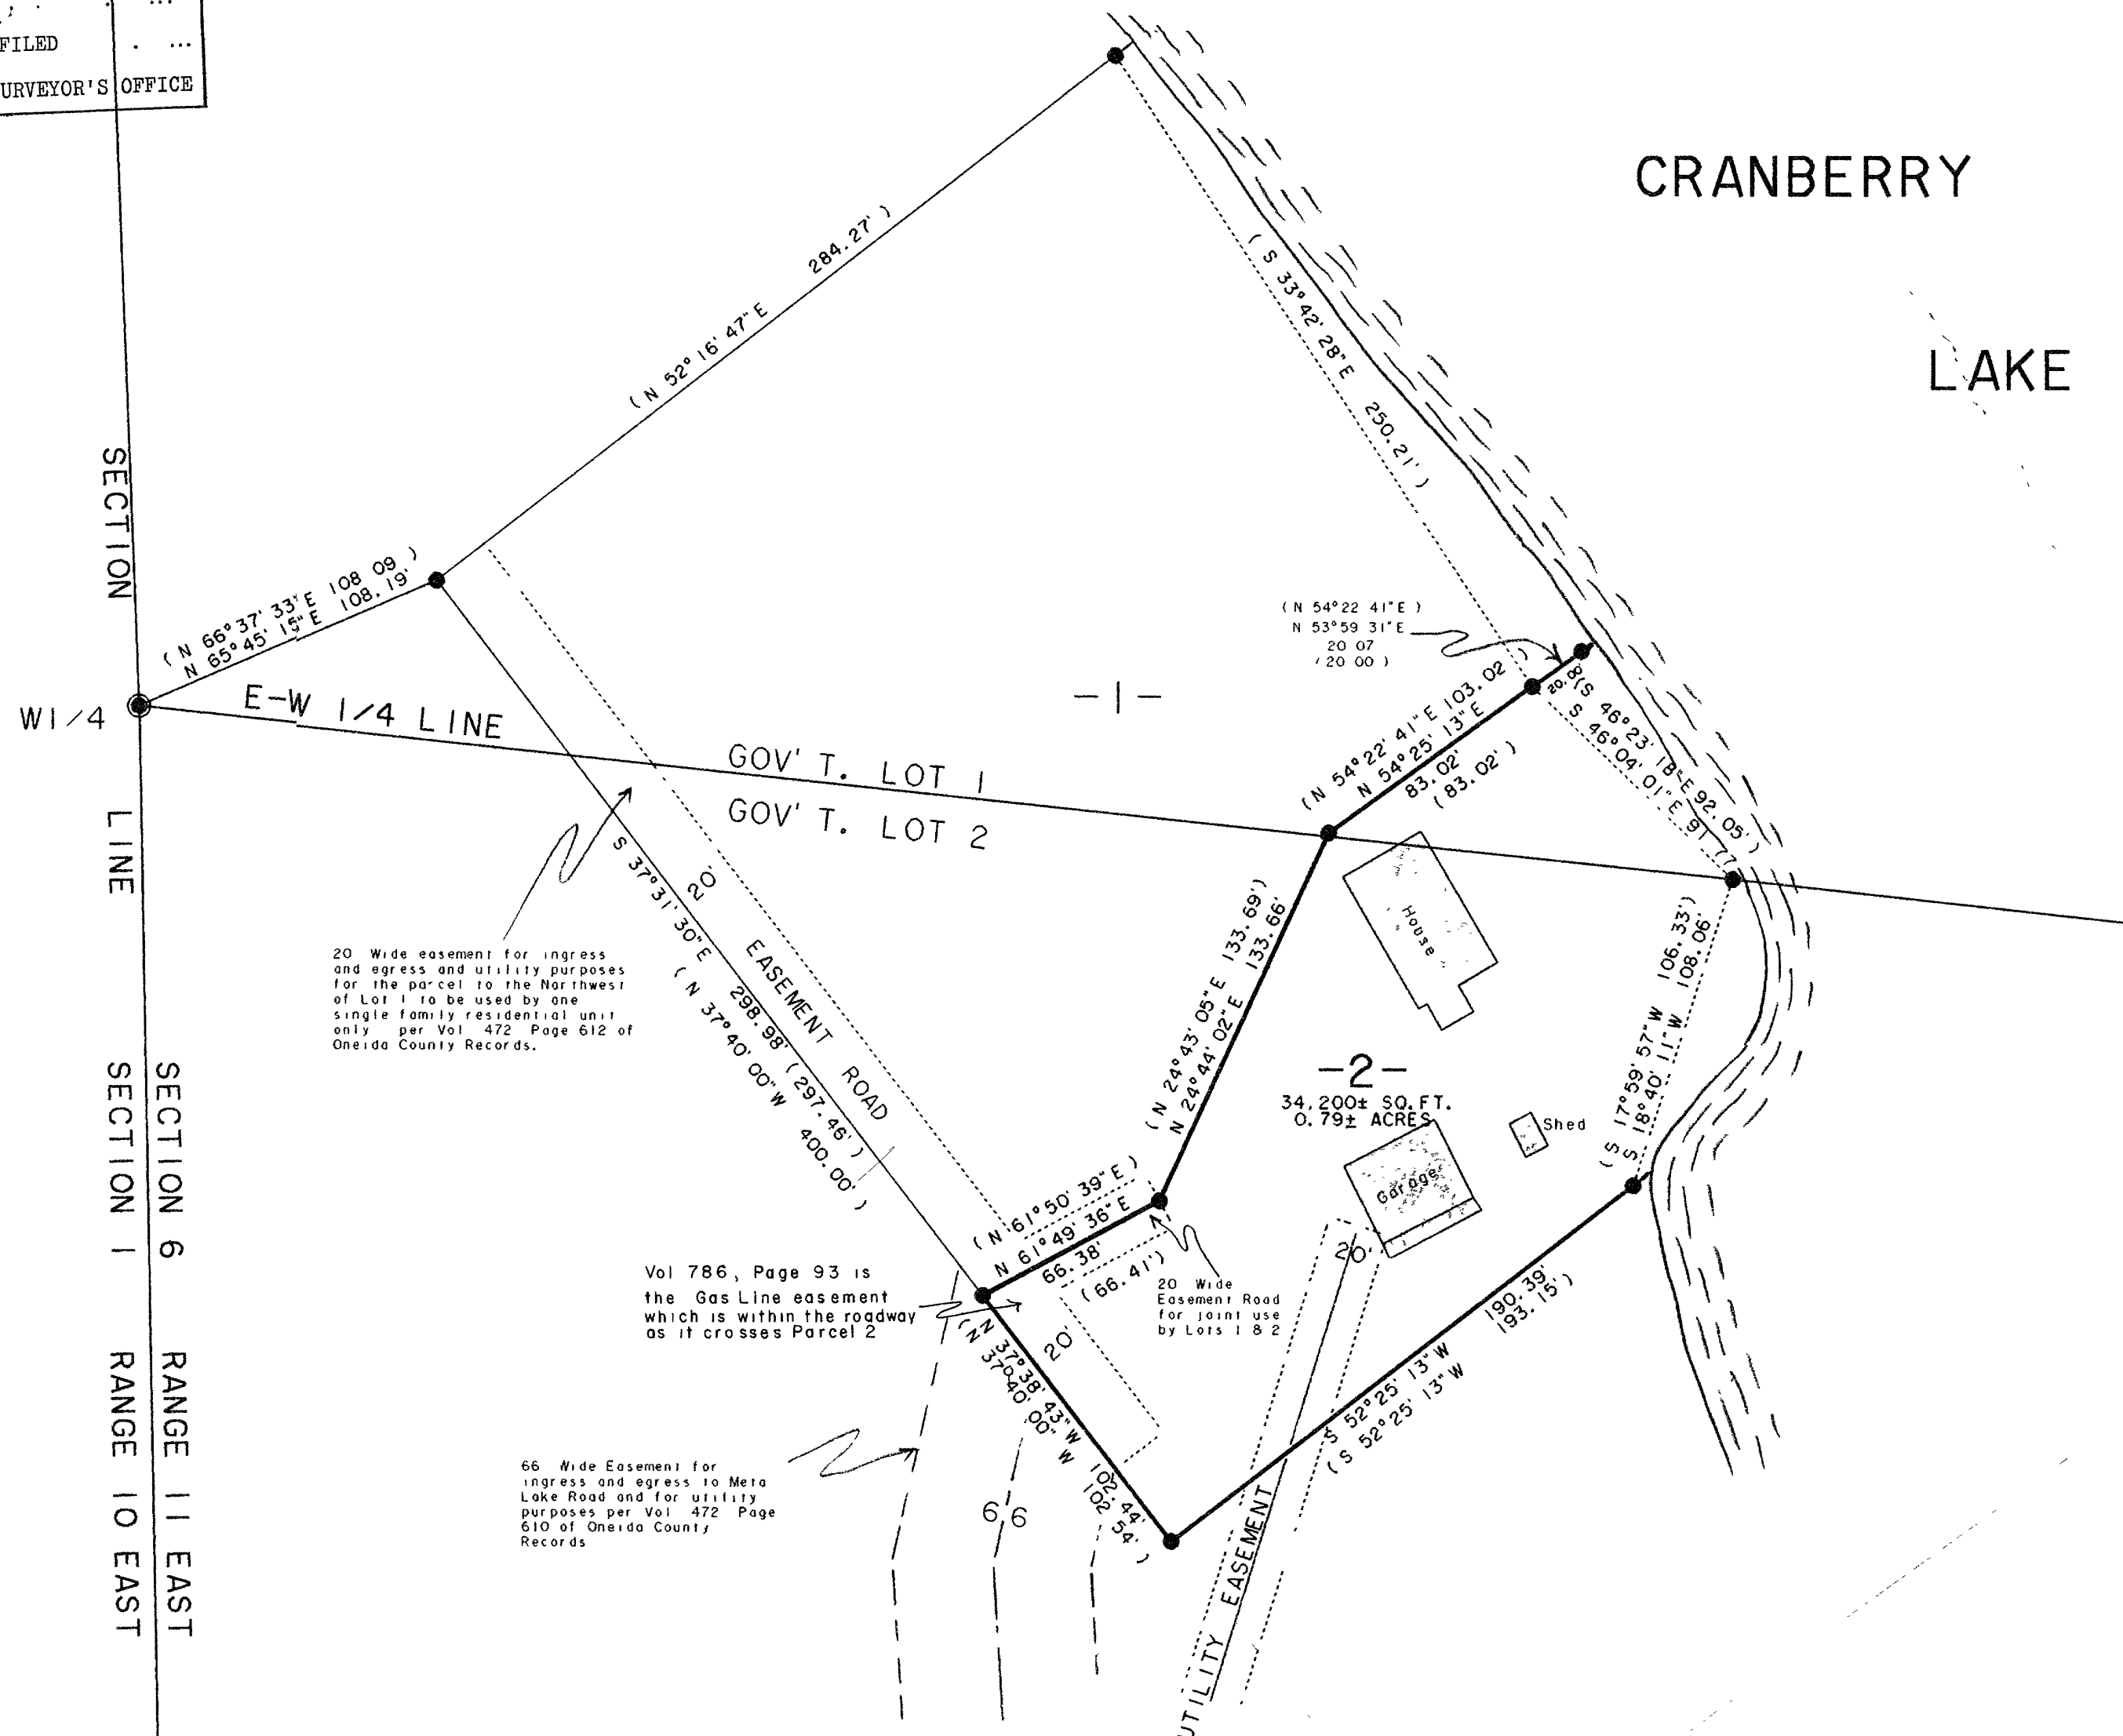 FILED
URVEYOR'S OFFICE
CRANBERRY
LAKE
( N 52° 16' 47" E 284.27' )
( S 33° 42' 28" E 250.21' )
SECTION LINE
( N 66° 37' 33" E 108 09 )
N 65° 45' 15" E 108.19'
W1/4
E-W 1/4 LINE
GOV'T. LOT 1
GOV'T. LOT 2
-1-
( N 54°22 41"E )
N 53°59 31"E
20 07
( 20 00 )
20.00'
( N 54° 22' 41" E 103.02' )
N 54° 25' 13" E
83.02'
( 83.02' )
( S 46° 23' 18" E 92.05' )
S 46° 04' 01" E 91.77'
S 37° 31' 30" E 298.98' ( 297.46' )
( N 37° 40' 00" W 400.00' )
20'
EASEMENT ROAD
20 Wide easement for ingress
and egress and utility purposes
for the parcel to the Northwest
of Lot 1 to be used by one
single family residential unit
only per Vol 472 Page 612 of
Oneida County Records.
( N 24° 43' 05" E 133.69' )
N 24° 44' 02" E 133.66'
House
( S 17° 59' 57" W 106.33' )
S 18° 40' 11" W 108.06'
-2-
34,200± SQ.FT.
0.79± ACRES
Shed
Garage
( N 61° 50' 39" E )
N 61° 49' 36" E
66.38'
( 66.41' )
Vol 786, Page 93 is
the Gas Line easement
which is within the roadway
as it crosses Parcel 2
20 Wide
Easement Road
for joint use
by Lots 1 & 2
20'
20'
N 37° 38' 43" W 102.44'
( N 37° 40' 00" W 102 54' )
190.39'
193.15' )
S 52° 25' 13" W
( S 52° 25' 13" W
66 Wide Easement for
ingress and egress to Meta
Lake Road and for utility
purposes per Vol 472 Page
610 of Oneida County
Records
66
UTILITY EASEMENT
SECTION 6 RANGE 11 EAST
SECTION 1 RANGE 10 EAST